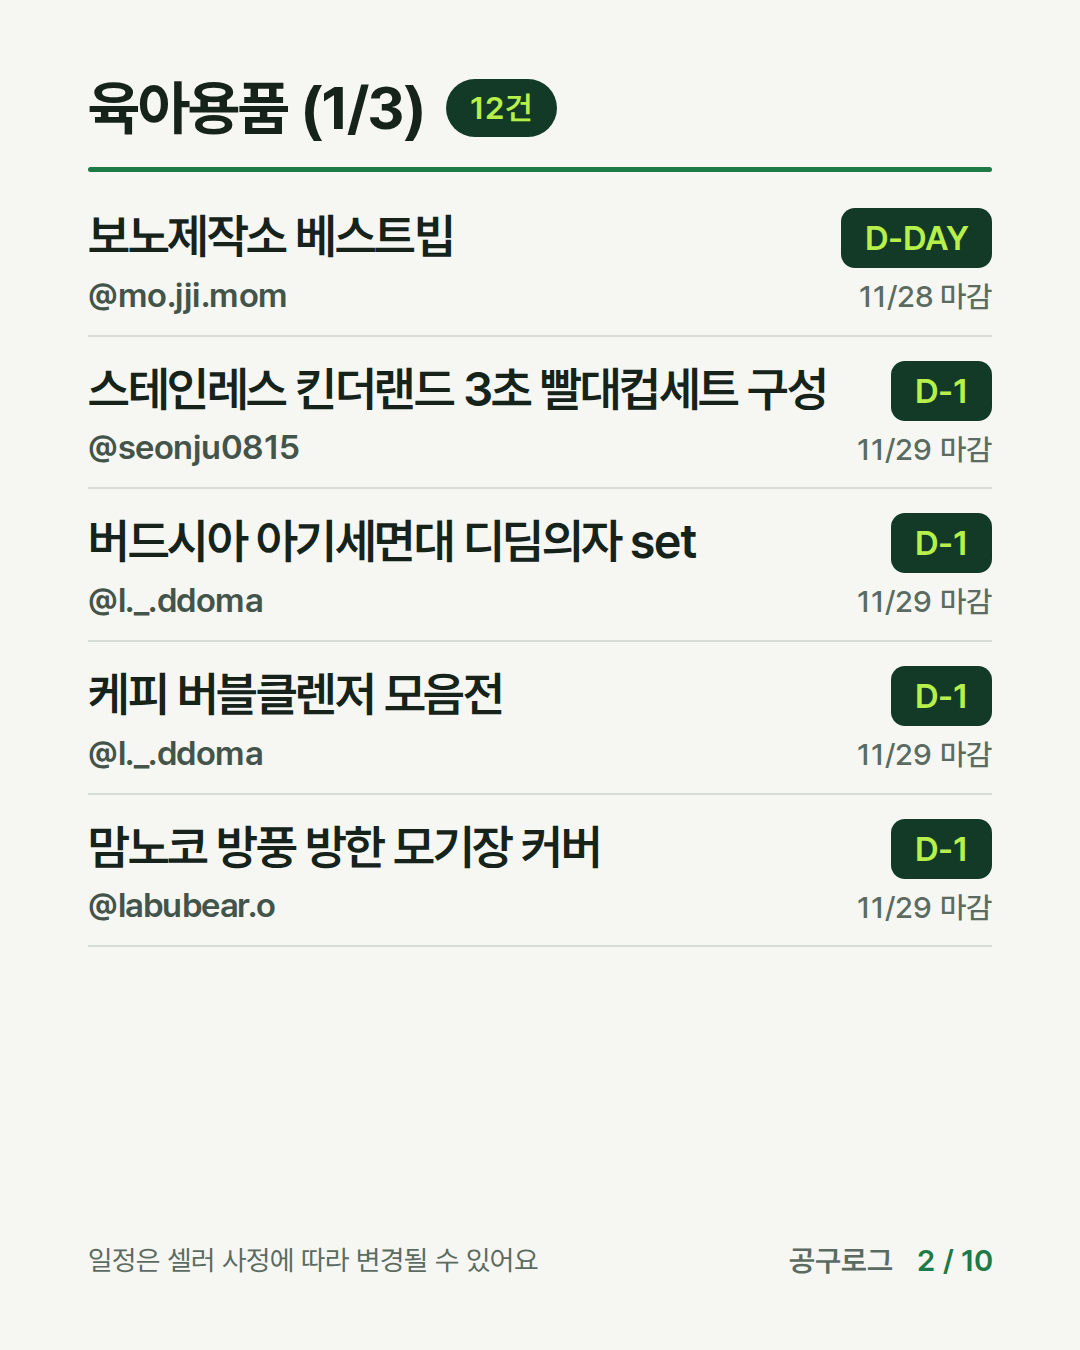 육아용품 (1/3) 12건
보노제작소 베스트빕 D-DAY
@mo.jji.mom 11/28 마감
스테인레스 킨더랜드 3초 빨대컵세트 구성 D-1
@seonju0815 11/29 마감
버드시아 아기세면대 디딤의자 set D-1
@l._.ddoma 11/29 마감
케피 버블클렌저 모음전 D-1
@l._.ddoma 11/29 마감
맘노코 방풍 방한 모기장 커버 D-1
@labubear.o 11/29 마감
일정은 셀러 사정에 따라 변경될 수 있어요 공구로그 2 / 10